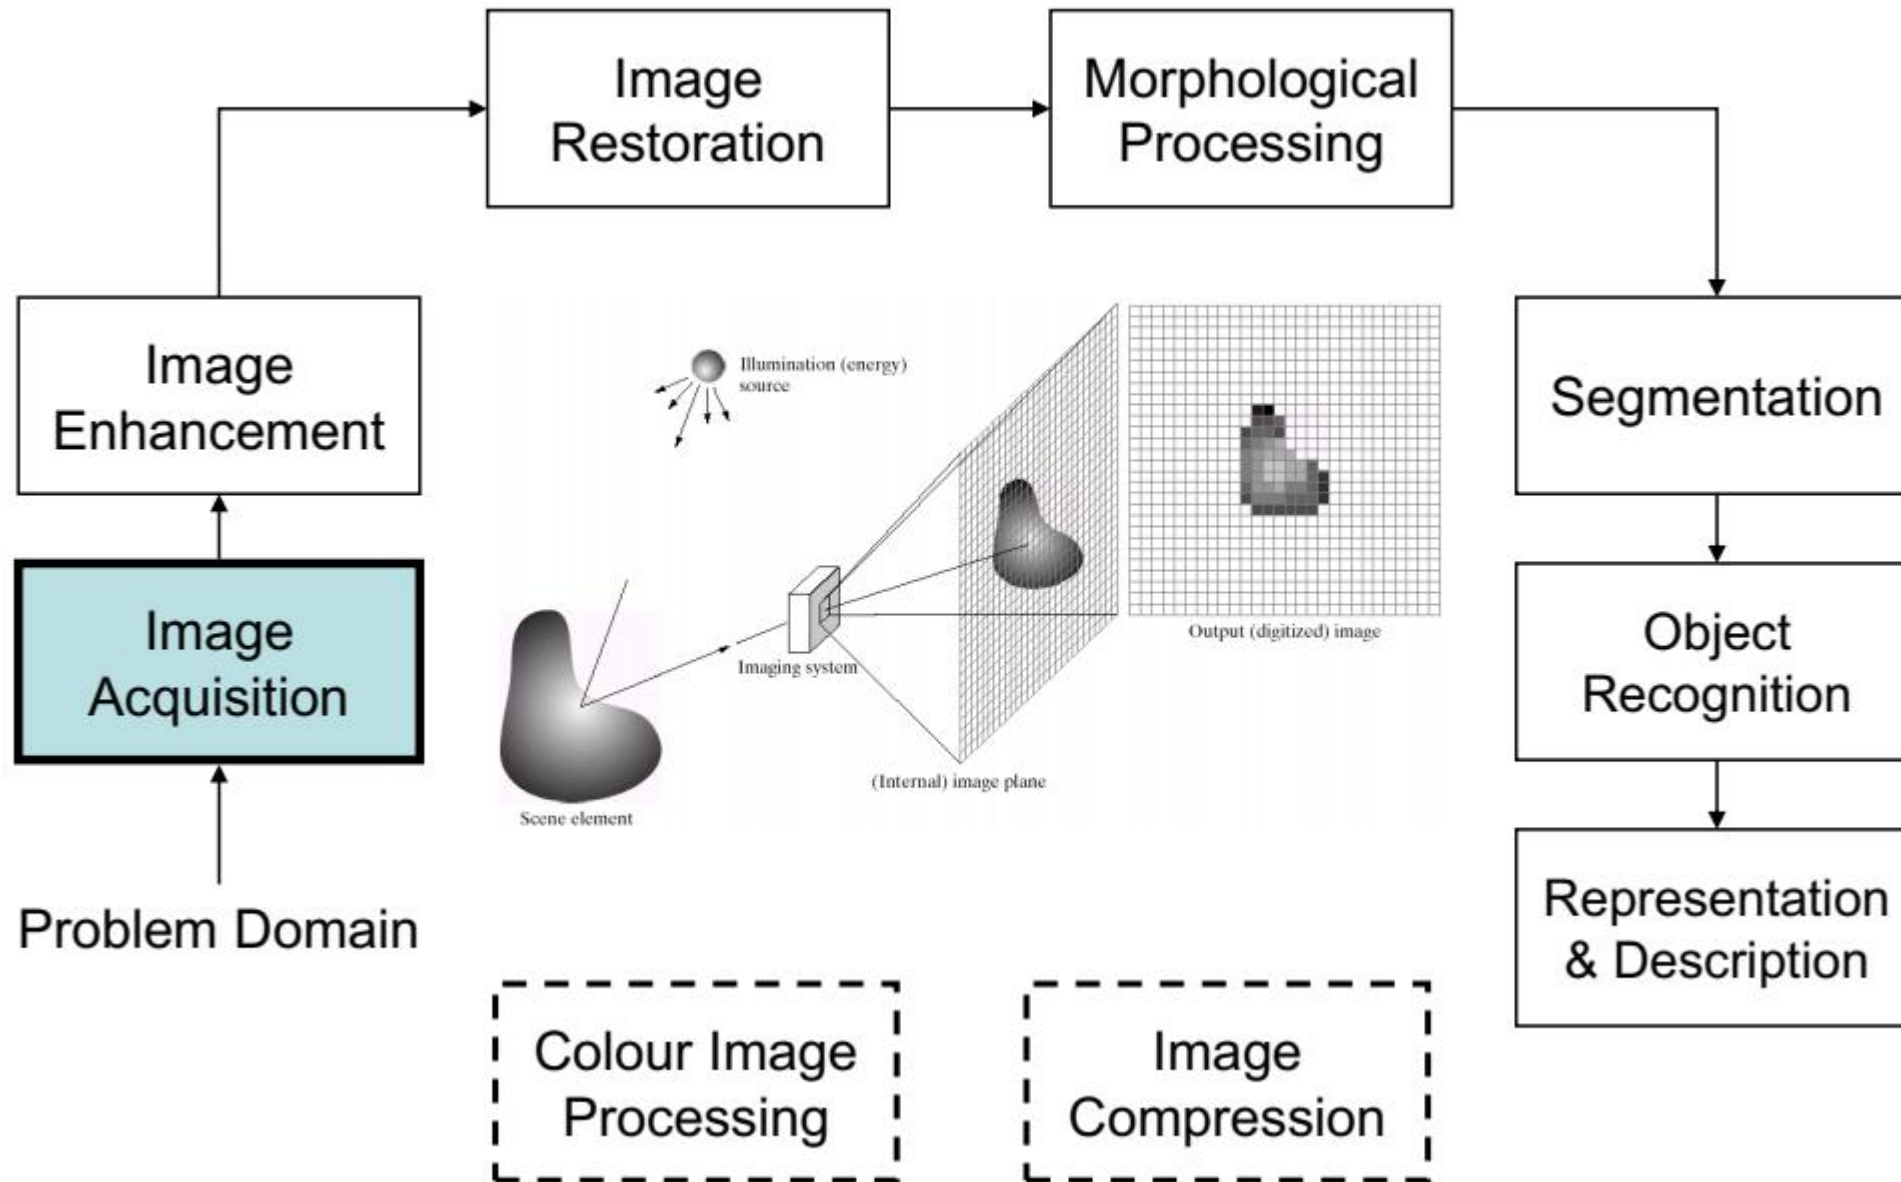 Image
Restoration
Morphological
Processing
Image
Enhancement
Illumination (energy)
source
Segmentation
Image
Acquisition
Imaging system
Output (digitized) image
Object
Recognition
(Internal) image plane
Scene element
Problem Domain
Representation
& Description
Colour Image
Processing
Image
Compression